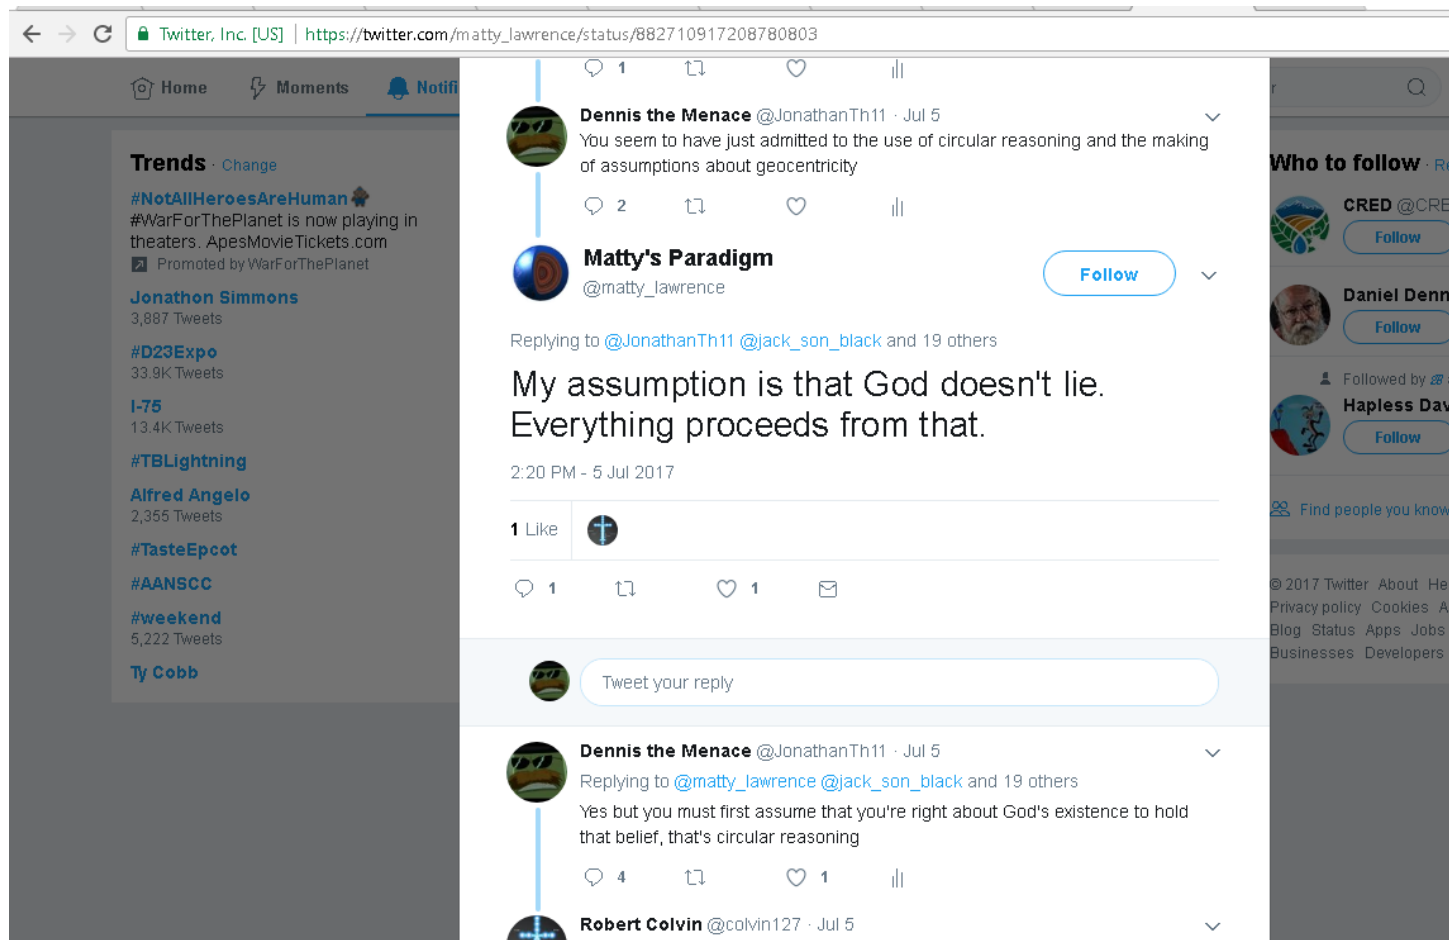 Twitter, Inc. [US] | https://twitter.com/matty_lawrence/status/882710917208780803
Home
Moments
Notifi
1
Dennis the Menace @JonathanTh11 · Jul 5
You seem to have just admitted to the use of circular reasoning and the making
of assumptions about geocentricity
2
Matty's Paradigm
@matty_lawrence
Follow
Replying to @JonathanTh11 @jack_son_black and 19 others
My assumption is that God doesn't lie.
Everything proceeds from that.
2:20 PM - 5 Jul 2017
1 Like
1
1
Tweet your reply
Dennis the Menace @JonathanTh11 · Jul 5
Replying to @matty_lawrence @jack_son_black and 19 others
Yes but you must first assume that you're right about God's existence to hold
that belief, that's circular reasoning
4
1
Robert Colvin @colvin127 · Jul 5
Trends · Change
#NotAllHeroesAreHuman
#WarForThePlanet is now playing in
theaters. ApesMovieTickets.com
Promoted by WarForThePlanet
Jonathon Simmons
3,887 Tweets
#D23Expo
33.9K Tweets
I-75
13.4K Tweets
#TBLightning
Alfred Angelo
2,355 Tweets
#TasteEpcot
#AANSCC
#weekend
5,222 Tweets
Ty Cobb
Who to follow · Re
CRED @CRE
Follow
Daniel Denn
Follow
Followed by
Hapless Dav
Follow
Find people you know
© 2017 Twitter About He
Privacy policy Cookies A
Blog Status Apps Jobs
Businesses Developers